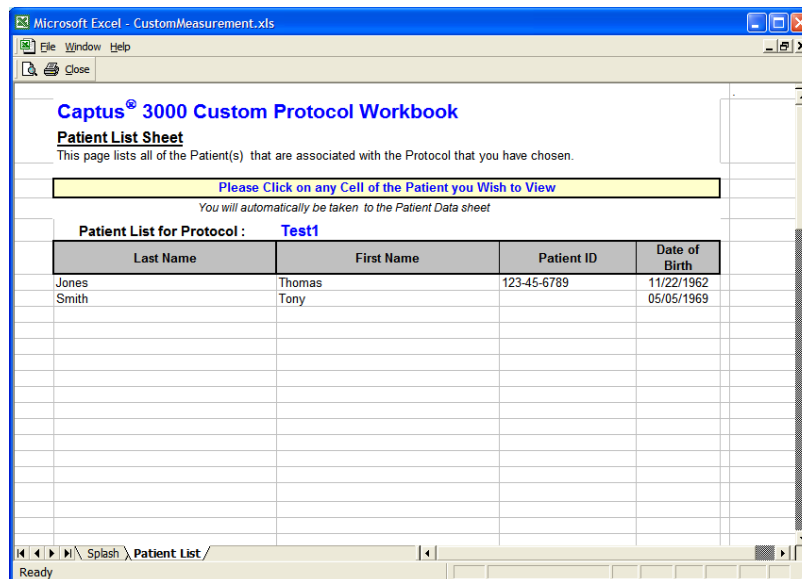 Microsoft Excel - CustomMeasurement.xls
File Window Help
Close
Captus® 3000 Custom Protocol Workbook
Patient List Sheet
This page lists all of the Patient(s) that are associated with the Protocol that you have chosen.
Please Click on any Cell of the Patient you Wish to View
You will automatically be taken to the Patient Data sheet
Patient List for Protocol : Test1
Last Name First Name Patient ID Date of Birth
Jones Thomas 123-45-6789 11/22/1962
Smith Tony 05/05/1969
Splash Patient List
Ready